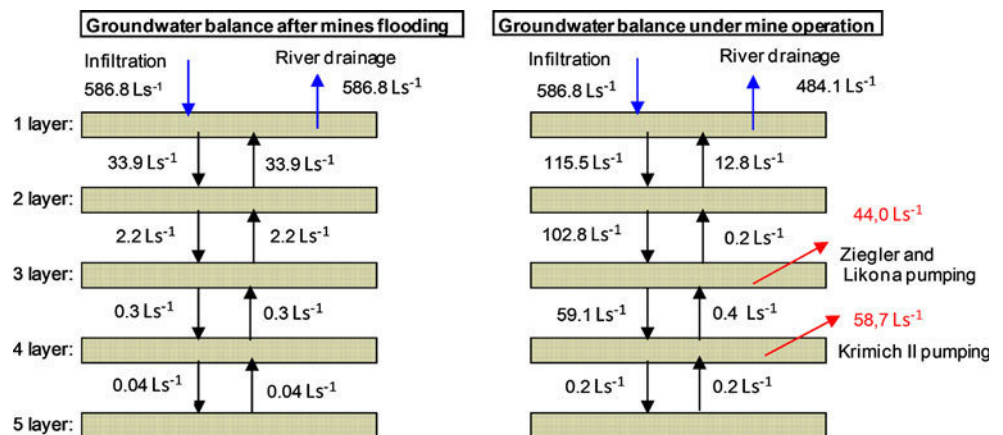 Groundwater balance after mines flooding
Infiltration
586.8 Ls-1
River drainage
586.8 Ls-1
1 layer:
33.9 Ls-1
33.9 Ls-1
2 layer:
2.2 Ls-1
2.2 Ls-1
3 layer:
0.3 Ls-1
0.3 Ls-1
4 layer:
0.04 Ls-1
0.04 Ls-1
5 layer:
Groundwater balance under mine operation
Infiltration
586.8 Ls-1
River drainage
484.1 Ls-1
115.5 Ls-1
12.8 Ls-1
102.8 Ls-1
0.2 Ls-1
44,0 Ls-1
Ziegler and
Likona pumping
59.1 Ls-1
0.4 Ls-1
58,7 Ls-1
Krimich II pumping
0.2 Ls-1
0.2 Ls-1